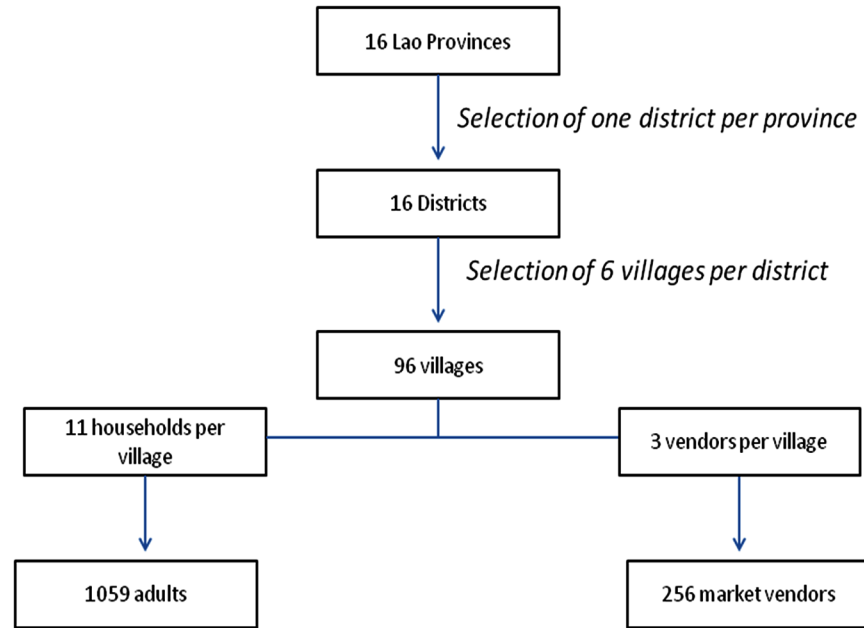 16 Lao Provinces
Selection of one district per province
16 Districts
Selection of 6 villages per district
96 villages
11 households per
village
3 vendors per village
1059 adults
256 market vendors